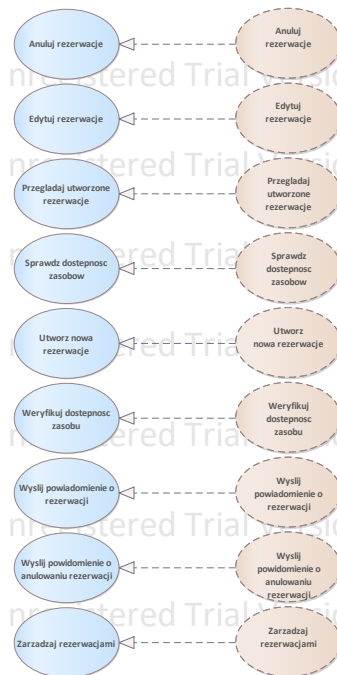 Anuluj rezerwacje
Anuluj
rezerwacje
Edytuj rezerwacje
Edytuj
rezerwacje
Przegladaj utworzone
rezerwacje
Przegladaj
utworzone
rezerwacje
Sprawdz dostepnosc
zasobow
Sprawdz
dostepnosc
zasobow
Utworz nowa
rezerwacje
Utworz
nowa rezerwacje
Weryfikuj dostepnosc
zasobu
Weryfikuj
dostepnosc
zasobu
Wyslij powiadomienie o
rezerwacji
Wyslij
powiadomienie o
rezerwacji
Wyslij powidomienie o
anulowaniu rezerwacji
Wyslij
powidomienie o
anulowaniu
rezerwacji
Zarzadzaj rezerwacjami
Zarzadzaj
rezerwacjami